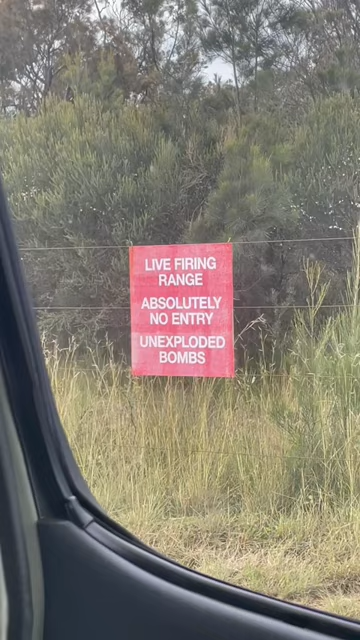 LIVE FIRING
RANGE
ABSOLUTELY
NO ENTRY
UNEXPLODED
BOMBS